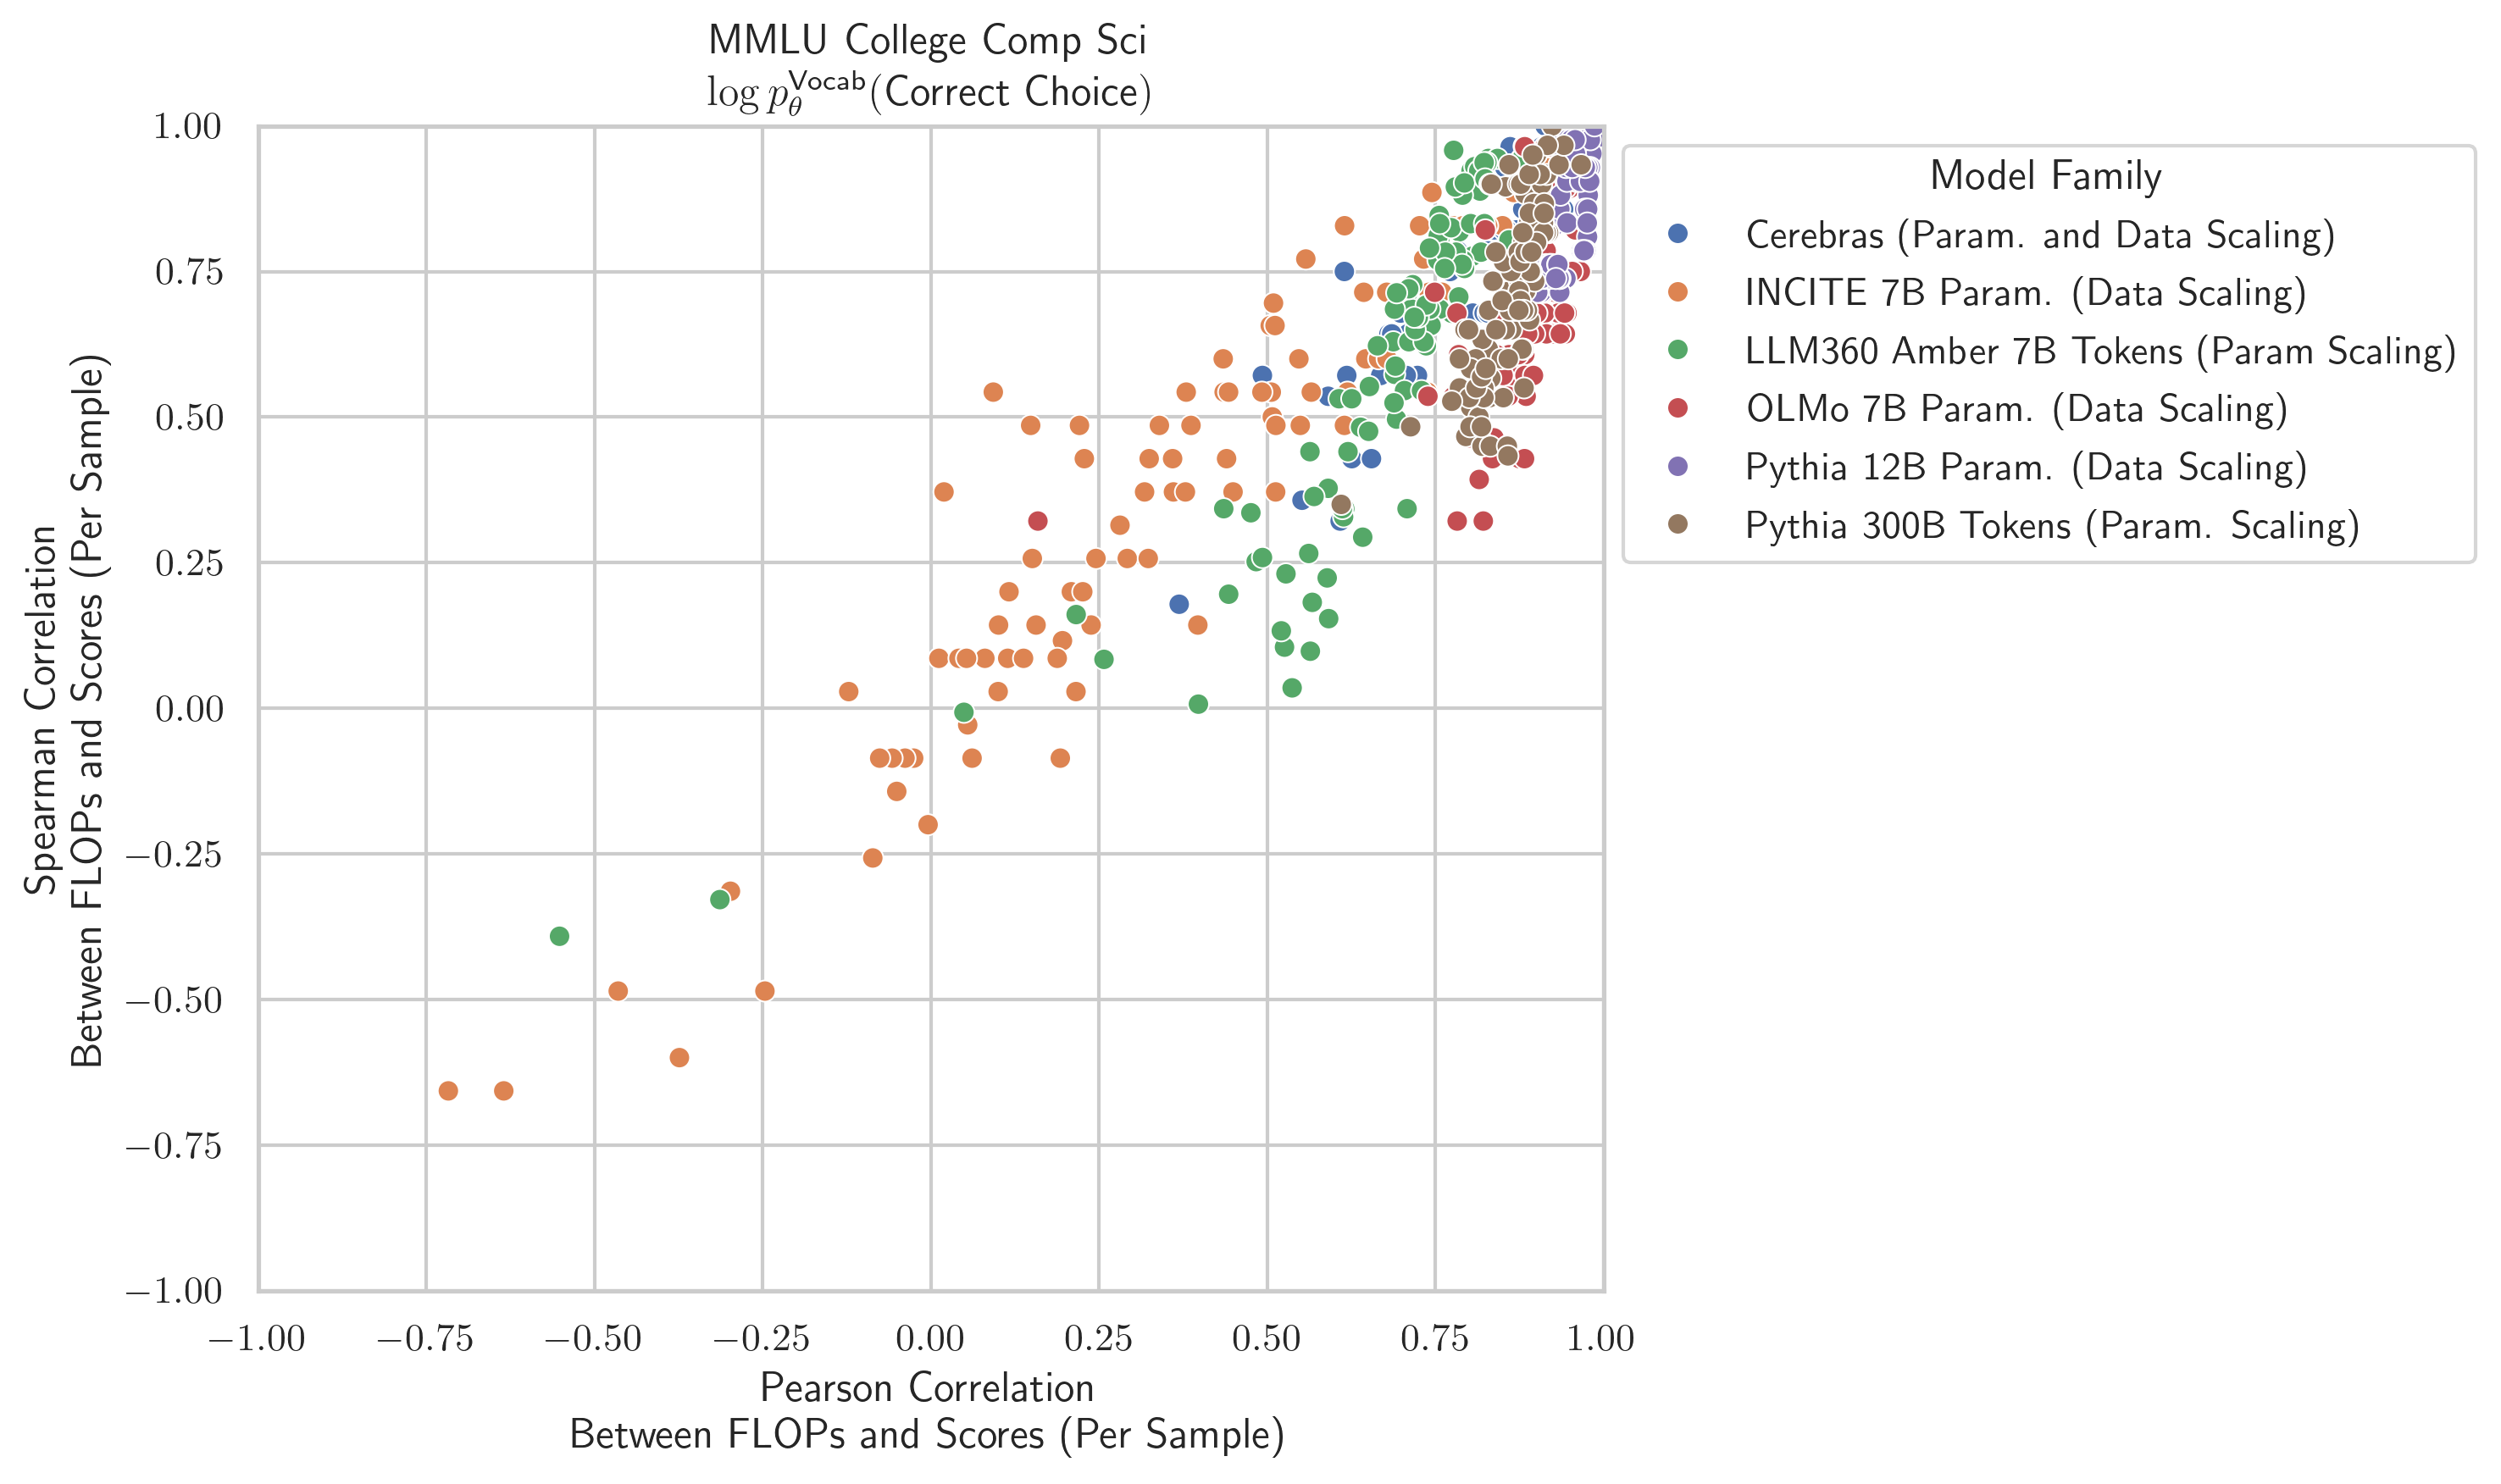 MMLU College Comp Sci
log p_θ^Vocab(Correct Choice)
1.00
0.75
0.50
0.25
0.00
−0.25
−0.50
−0.75
−1.00
Spearman Correlation
Between FLOPs and Scores (Per Sample)
−1.00 −0.75 −0.50 −0.25 0.00 0.25 0.50 0.75 1.00
Pearson Correlation
Between FLOPs and Scores (Per Sample)
Model Family
Cerebras (Param. and Data Scaling)
INCITE 7B Param. (Data Scaling)
LLM360 Amber 7B Tokens (Param Scaling)
OLMo 7B Param. (Data Scaling)
Pythia 12B Param. (Data Scaling)
Pythia 300B Tokens (Param. Scaling)